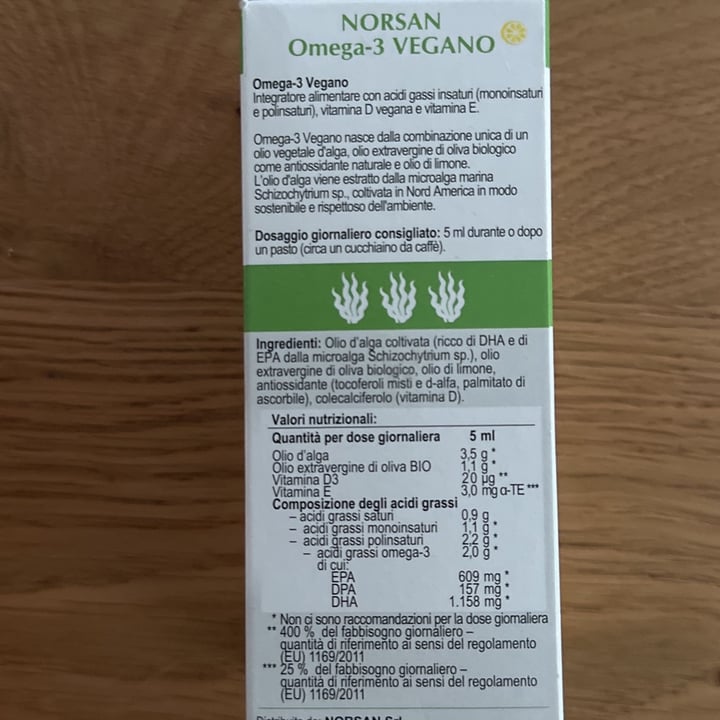 NORSAN
Omega-3 VEGANO
Omega-3 Vegano
Integratore alimentare con acidi gassi insaturi (monoinsaturi
e polinsaturi), vitamina D vegana e vitamina E.
Omega-3 Vegano nasce dalla combinazione unica di un
olio vegetale d'alga, olio extravergine di oliva biologico
come antiossidante naturale e olio di limone.
L'olio d'alga viene estratto dalla microalga marina
Schizochytrium sp., coltivata in Nord America in modo
sostenibile e rispettoso dell'ambiente.
Dosaggio giornaliero consigliato: 5 ml durante o dopo
un pasto (circa un cucchiaino da caffè).
Ingredienti: Olio d'alga coltivata (ricco di DHA e di
EPA dalla microalga Schizochytrium sp.), olio
extravergine di oliva biologico, olio di limone,
antiossidante (tocoferoli misti e d-alfa, palmitato di
ascorbile), colecalciferolo (vitamina D).
Valori nutrizionali:
Quantità per dose giornaliera 5 ml
Olio d'alga 3,5 g *
Olio extravergine di oliva BIO 1,1 g *
Vitamina D3 20 µg **
Vitamina E 3,0 mg α-TE ***
Composizione degli acidi grassi
– acidi grassi saturi 0,9 g
– acidi grassi monoinsaturi 1,1 g *
– acidi grassi polinsaturi 2,2 g *
– acidi grassi omega-3 2,0 g *
di cui:
EPA 609 mg *
DPA 157 mg *
DHA 1.158 mg *
* Non ci sono raccomandazioni per la dose giornaliera
** 400 % del fabbisogno giornaliero –
quantità di riferimento ai sensi del regolamento
(EU) 1169/2011
*** 25 % del fabbisogno giornaliero –
quantità di riferimento ai sensi del regolamento
(EU) 1169/2011
Distribuito da: NORSAN Srl